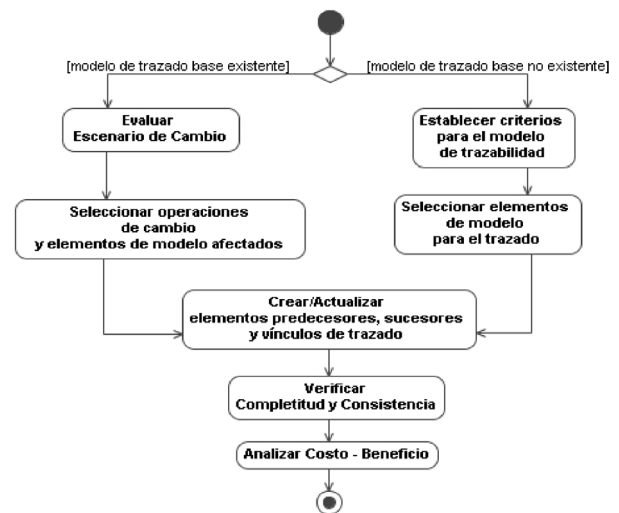 [modelo de trazado base existente]
[modelo de trazado base no existente]
Evaluar
Escenario de Cambio
Establecer criterios
para el modelo
de trazabilidad
Seleccionar operaciones
de cambio
y elementos de modelo afectados
Seleccionar elementos
de modelo
para el trazado
Crear/Actualizar
elementos predecesores, sucesores
y vínculos de trazado
Verificar
Completitud y Consistencia
Analizar Costo - Beneficio